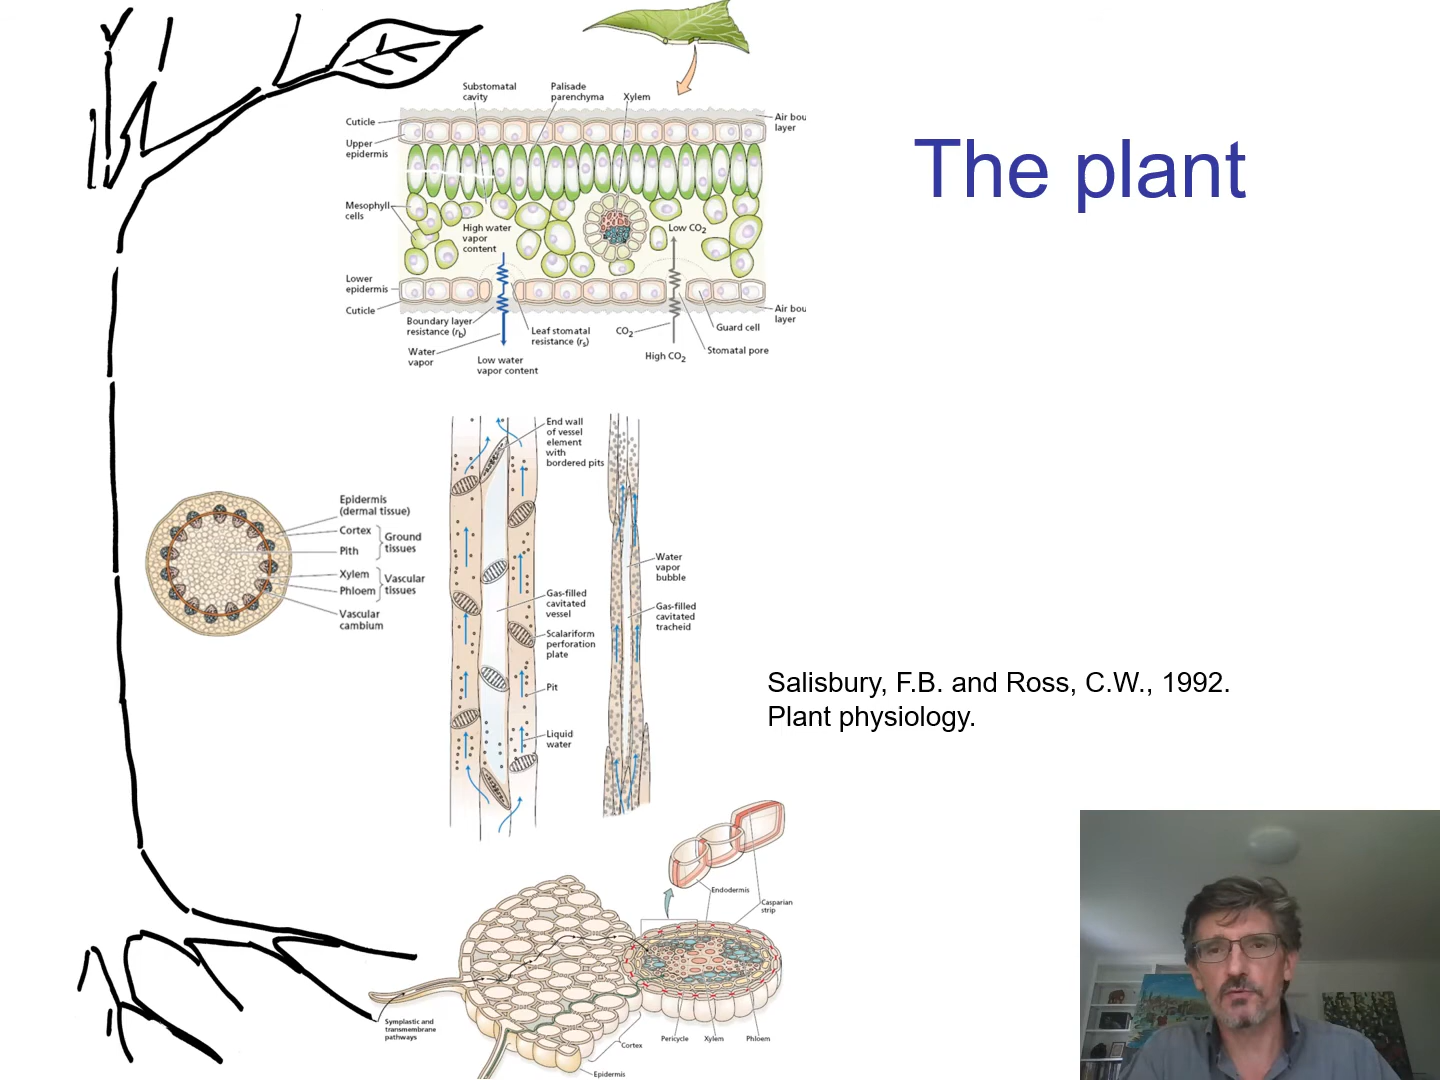 The plant
Substomatal
cavity
Palisade
parenchyma
Xylem
Cuticle
Upper
epidermis
Air bou
layer
Mesophyll
cells
High water
vapor
content
Low CO2
Lower
epidermis
Cuticle
Air bou
layer
Boundary layer
resistance (rb)
Leaf stomatal
resistance (rs)
CO2
Guard cell
Water
vapor
Low water
vapor content
High CO2
Stomatal pore
End wall
of vessel
element
with
bordered pits
Epidermis
(dermal tissue)
Cortex
Pith
Ground
tissues
Xylem
Phloem
Vascular
tissues
Vascular
cambium
Water
vapor
bubble
Gas-filled
cavitated
vessel
Gas-filled
cavitated
tracheid
Scalariform
perforation
plate
Pit
Liquid
water
Salisbury, F.B. and Ross, C.W., 1992.
Plant physiology.
Endodermis
Casparian
strip
Symplastic and
transmembrane
pathways
Pericycle
Xylem
Phloem
Cortex
Epidermis